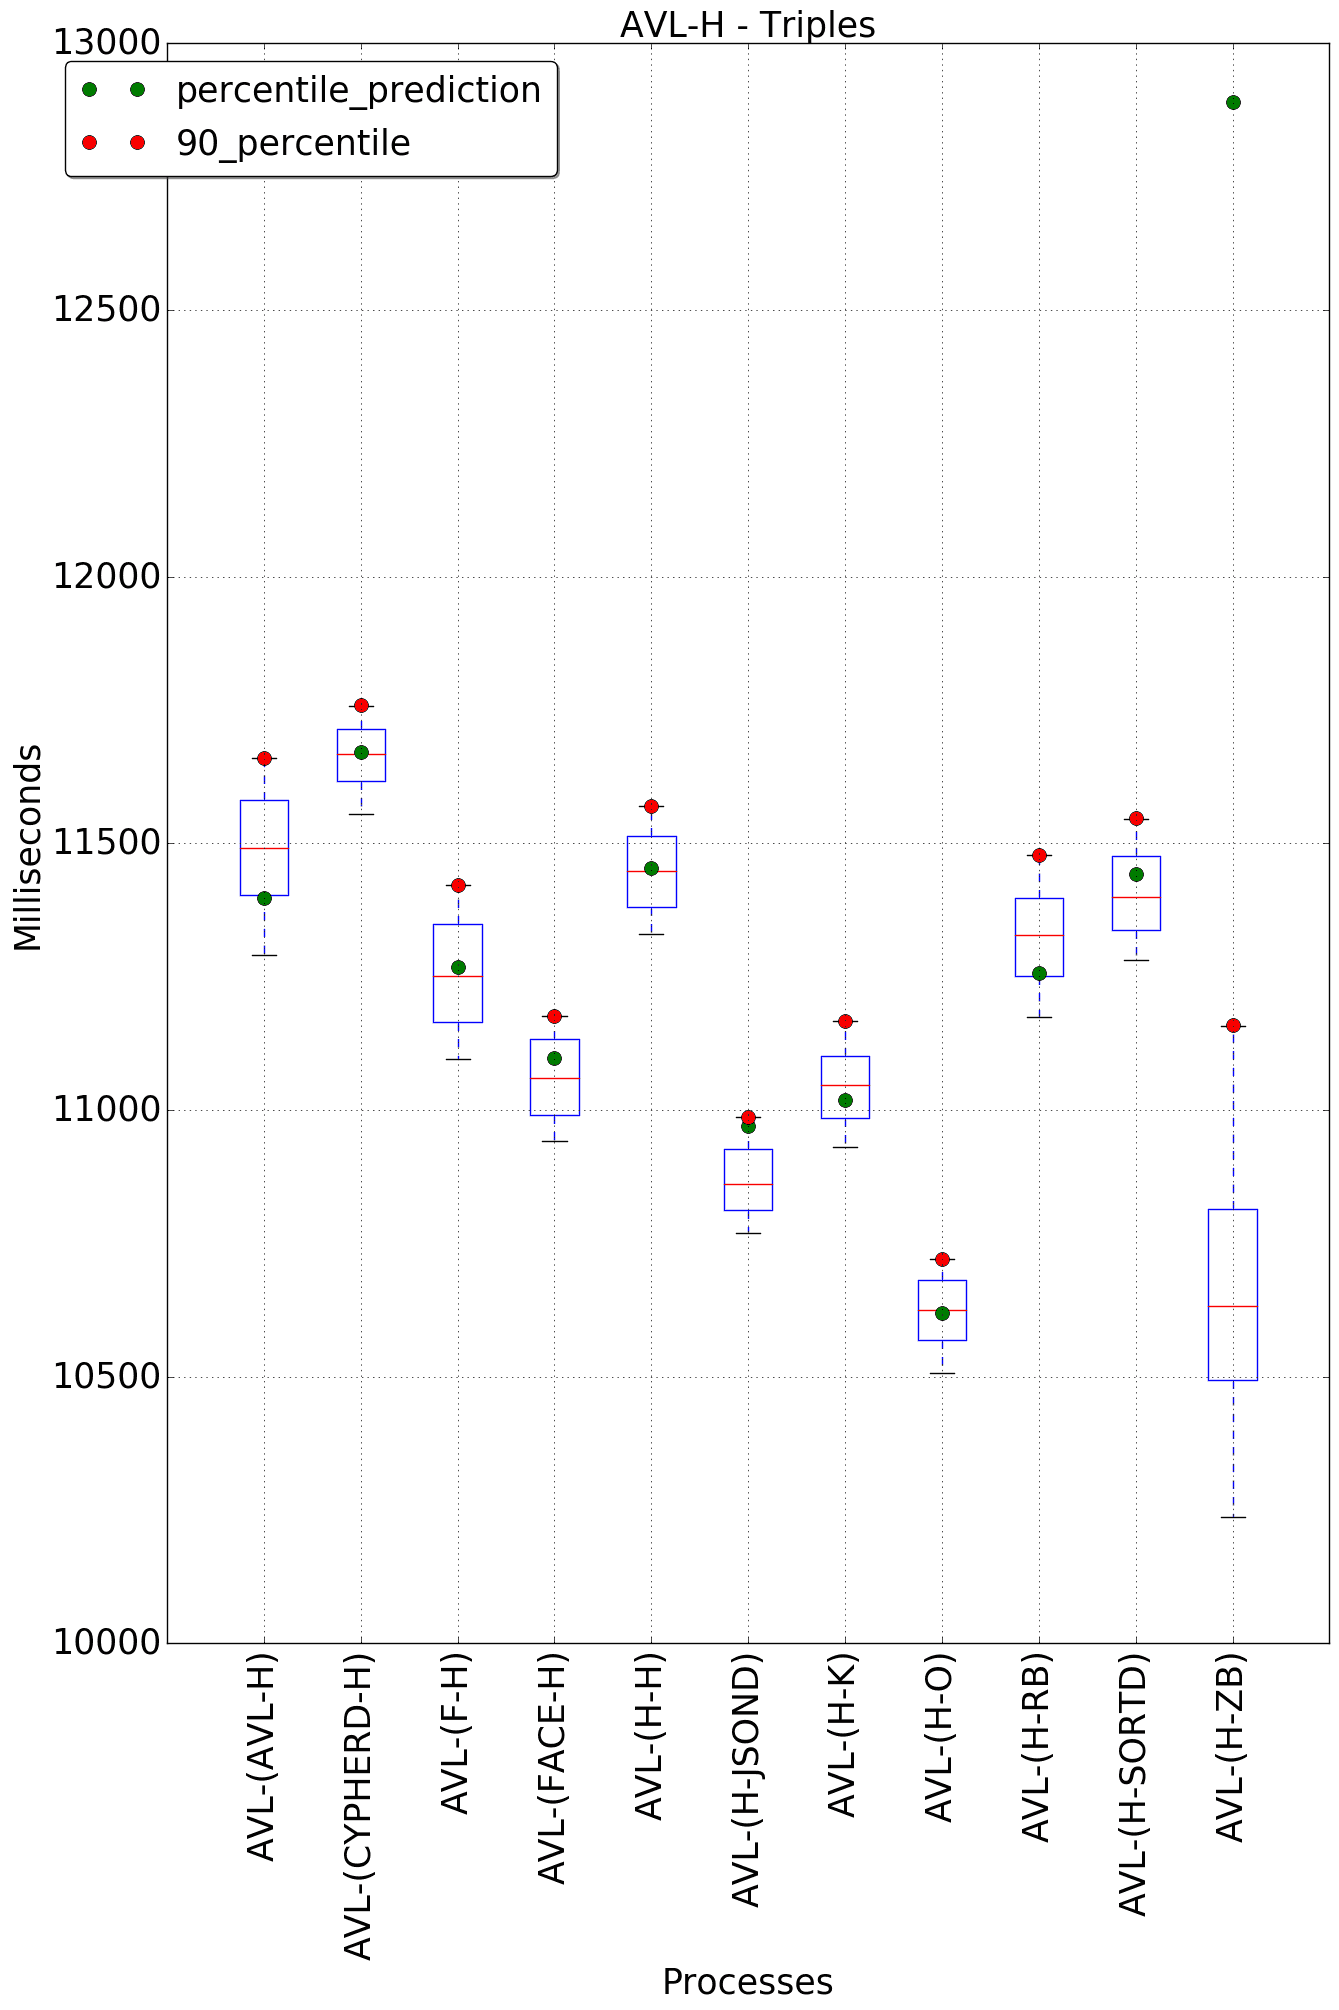 AVL-H - Triples
percentile_prediction
90_percentile
13000
12500
12000
11500
11000
10500
10000
Milliseconds
AVL-(AVL-H)
AVL-(CYPHERD-H)
AVL-(F-H)
AVL-(FACE-H)
AVL-(H-H)
AVL-(H-JSOND)
AVL-(H-K)
AVL-(H-O)
AVL-(H-RB)
AVL-(H-SORTD)
AVL-(H-ZB)
Processes